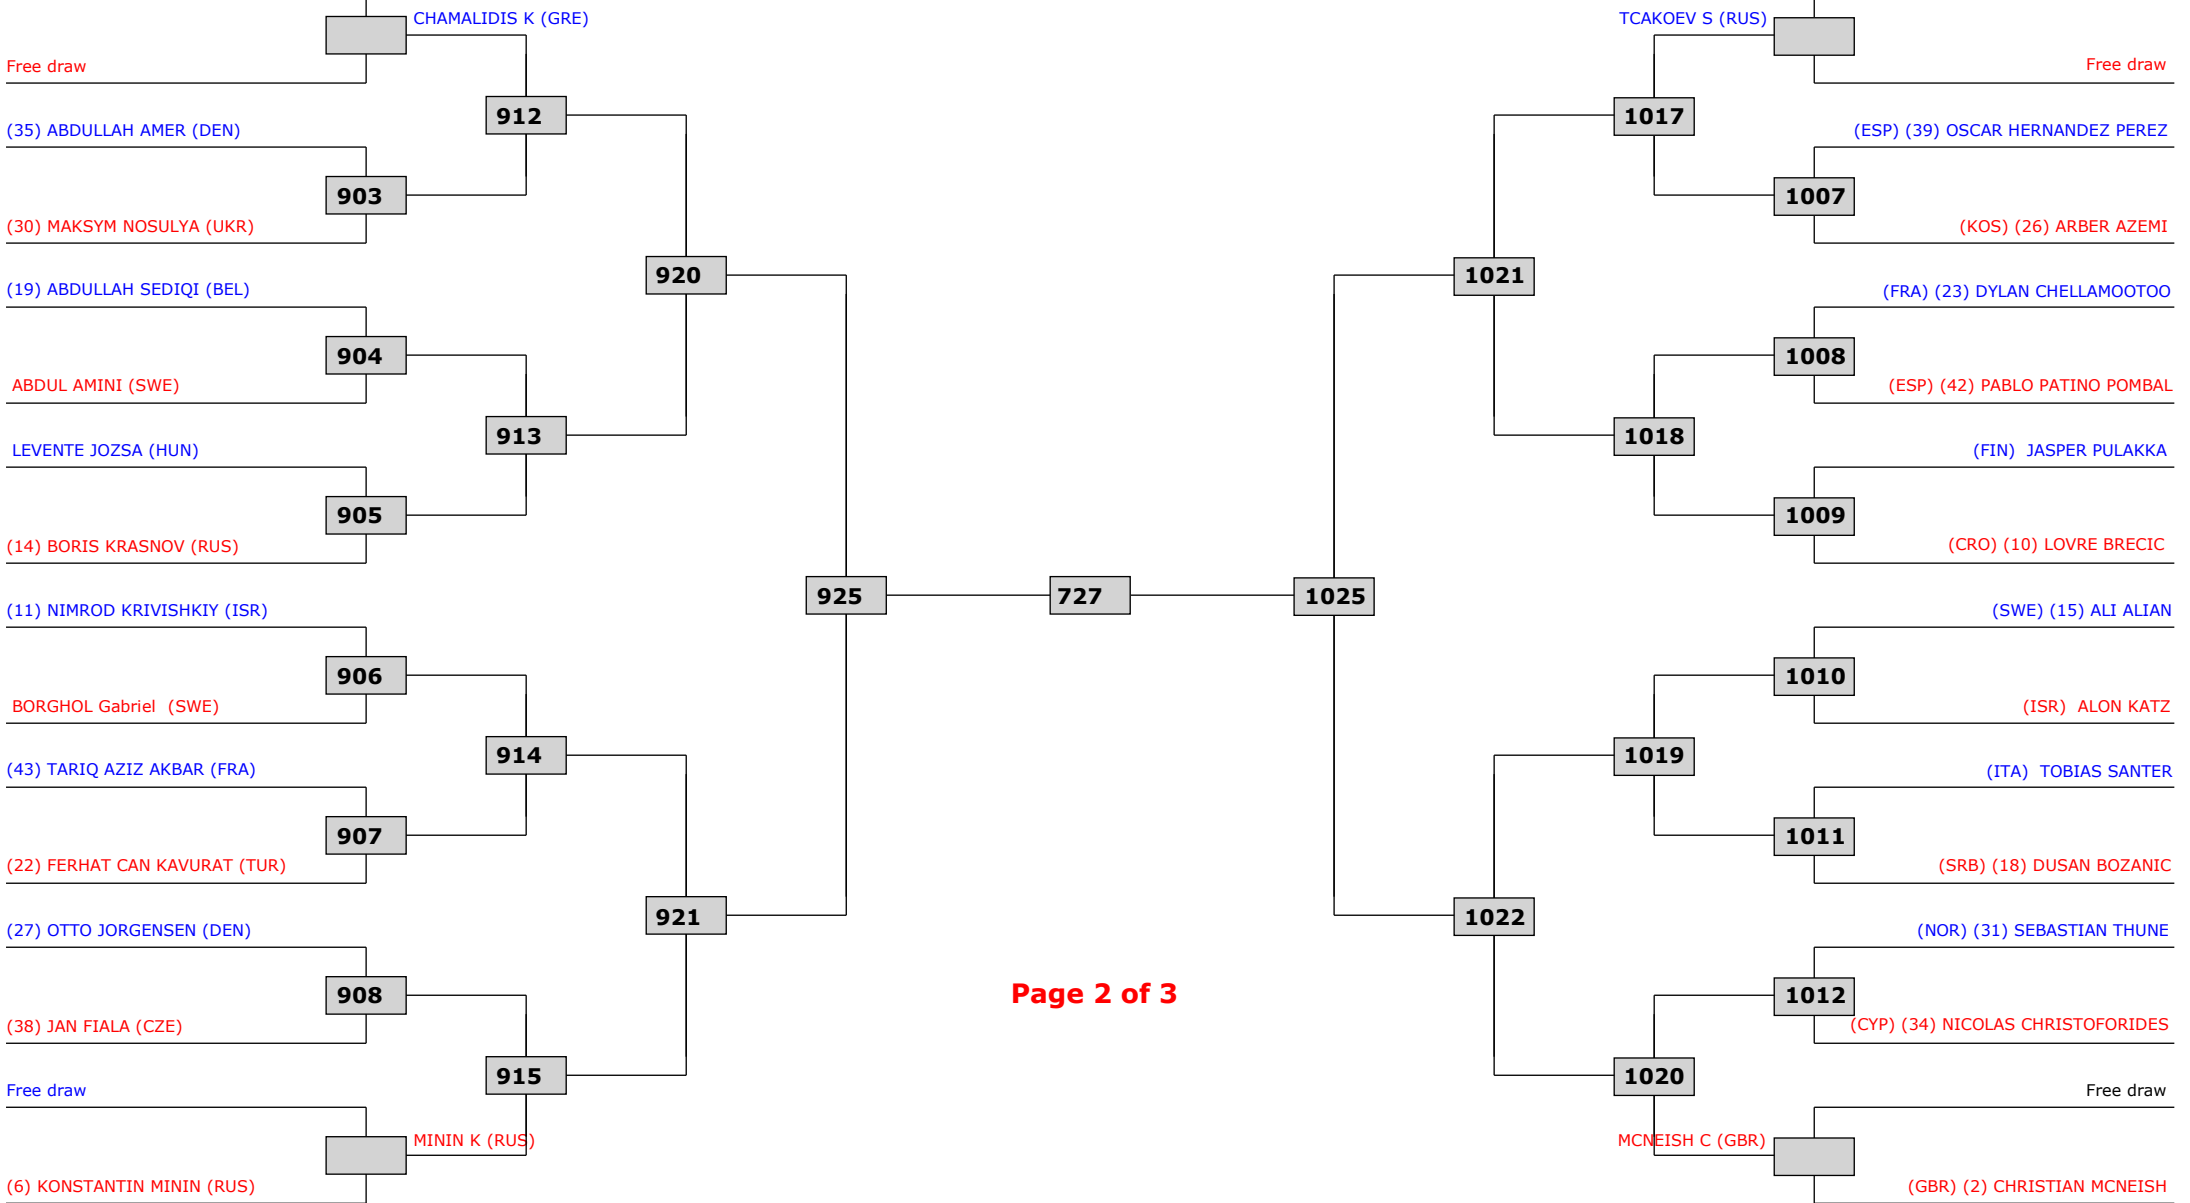 CHAMALIDIS K (GRE)
Free draw
912
(35) ABDULLAH AMER (DEN)
903
(30) MAKSYM NOSULYA (UKR)
920
(19) ABDULLAH SEDIQI (BEL)
904
ABDUL AMINI (SWE)
913
LEVENTE JOZSA (HUN)
905
(14) BORIS KRASNOV (RUS)
925
(11) NIMROD KRIVISHKIY (ISR)
906
BORGHOL Gabriel (SWE)
914
(43) TARIQ AZIZ AKBAR (FRA)
907
(22) FERHAT CAN KAVURAT (TUR)
921
(27) OTTO JORGENSEN (DEN)
908
(38) JAN FIALA (CZE)
915
Free draw
MININ K (RUS)
(6) KONSTANTIN MININ (RUS)
727
Page 2 of 3
TCAKOEV S (RUS)
Free draw
1017
(ESP) (39) OSCAR HERNANDEZ PEREZ
1007
(KOS) (26) ARBER AZEMI
1021
(FRA) (23) DYLAN CHELLAMOOTOO
1008
(ESP) (42) PABLO PATINO POMBAL
1018
(FIN) JASPER PULAKKA
1009
(CRO) (10) LOVRE BRECIC
1025
(SWE) (15) ALI ALIAN
1010
(ISR) ALON KATZ
1019
(ITA) TOBIAS SANTER
1011
(SRB) (18) DUSAN BOZANIC
1022
(NOR) (31) SEBASTIAN THUNE
1012
(CYP) (34) NICOLAS CHRISTOFORIDES
1020
Free draw
MCNEISH C (GBR)
(GBR) (2) CHRISTIAN MCNEISH